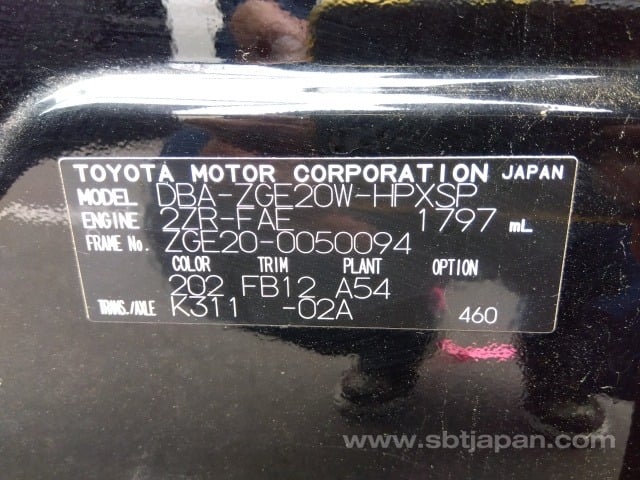 TOYOTA MOTOR CORPORATION JAPAN
MODEL DBA-ZGE20W-HPXSP
ENGINE 2ZR-FAE 1797 mL
FRAME No. ZGE20-0050094
COLOR TRIM PLANT OPTION
202 FB12 A54
TRANS./AXLE K311 -02A 460
www.sbtjapan.com